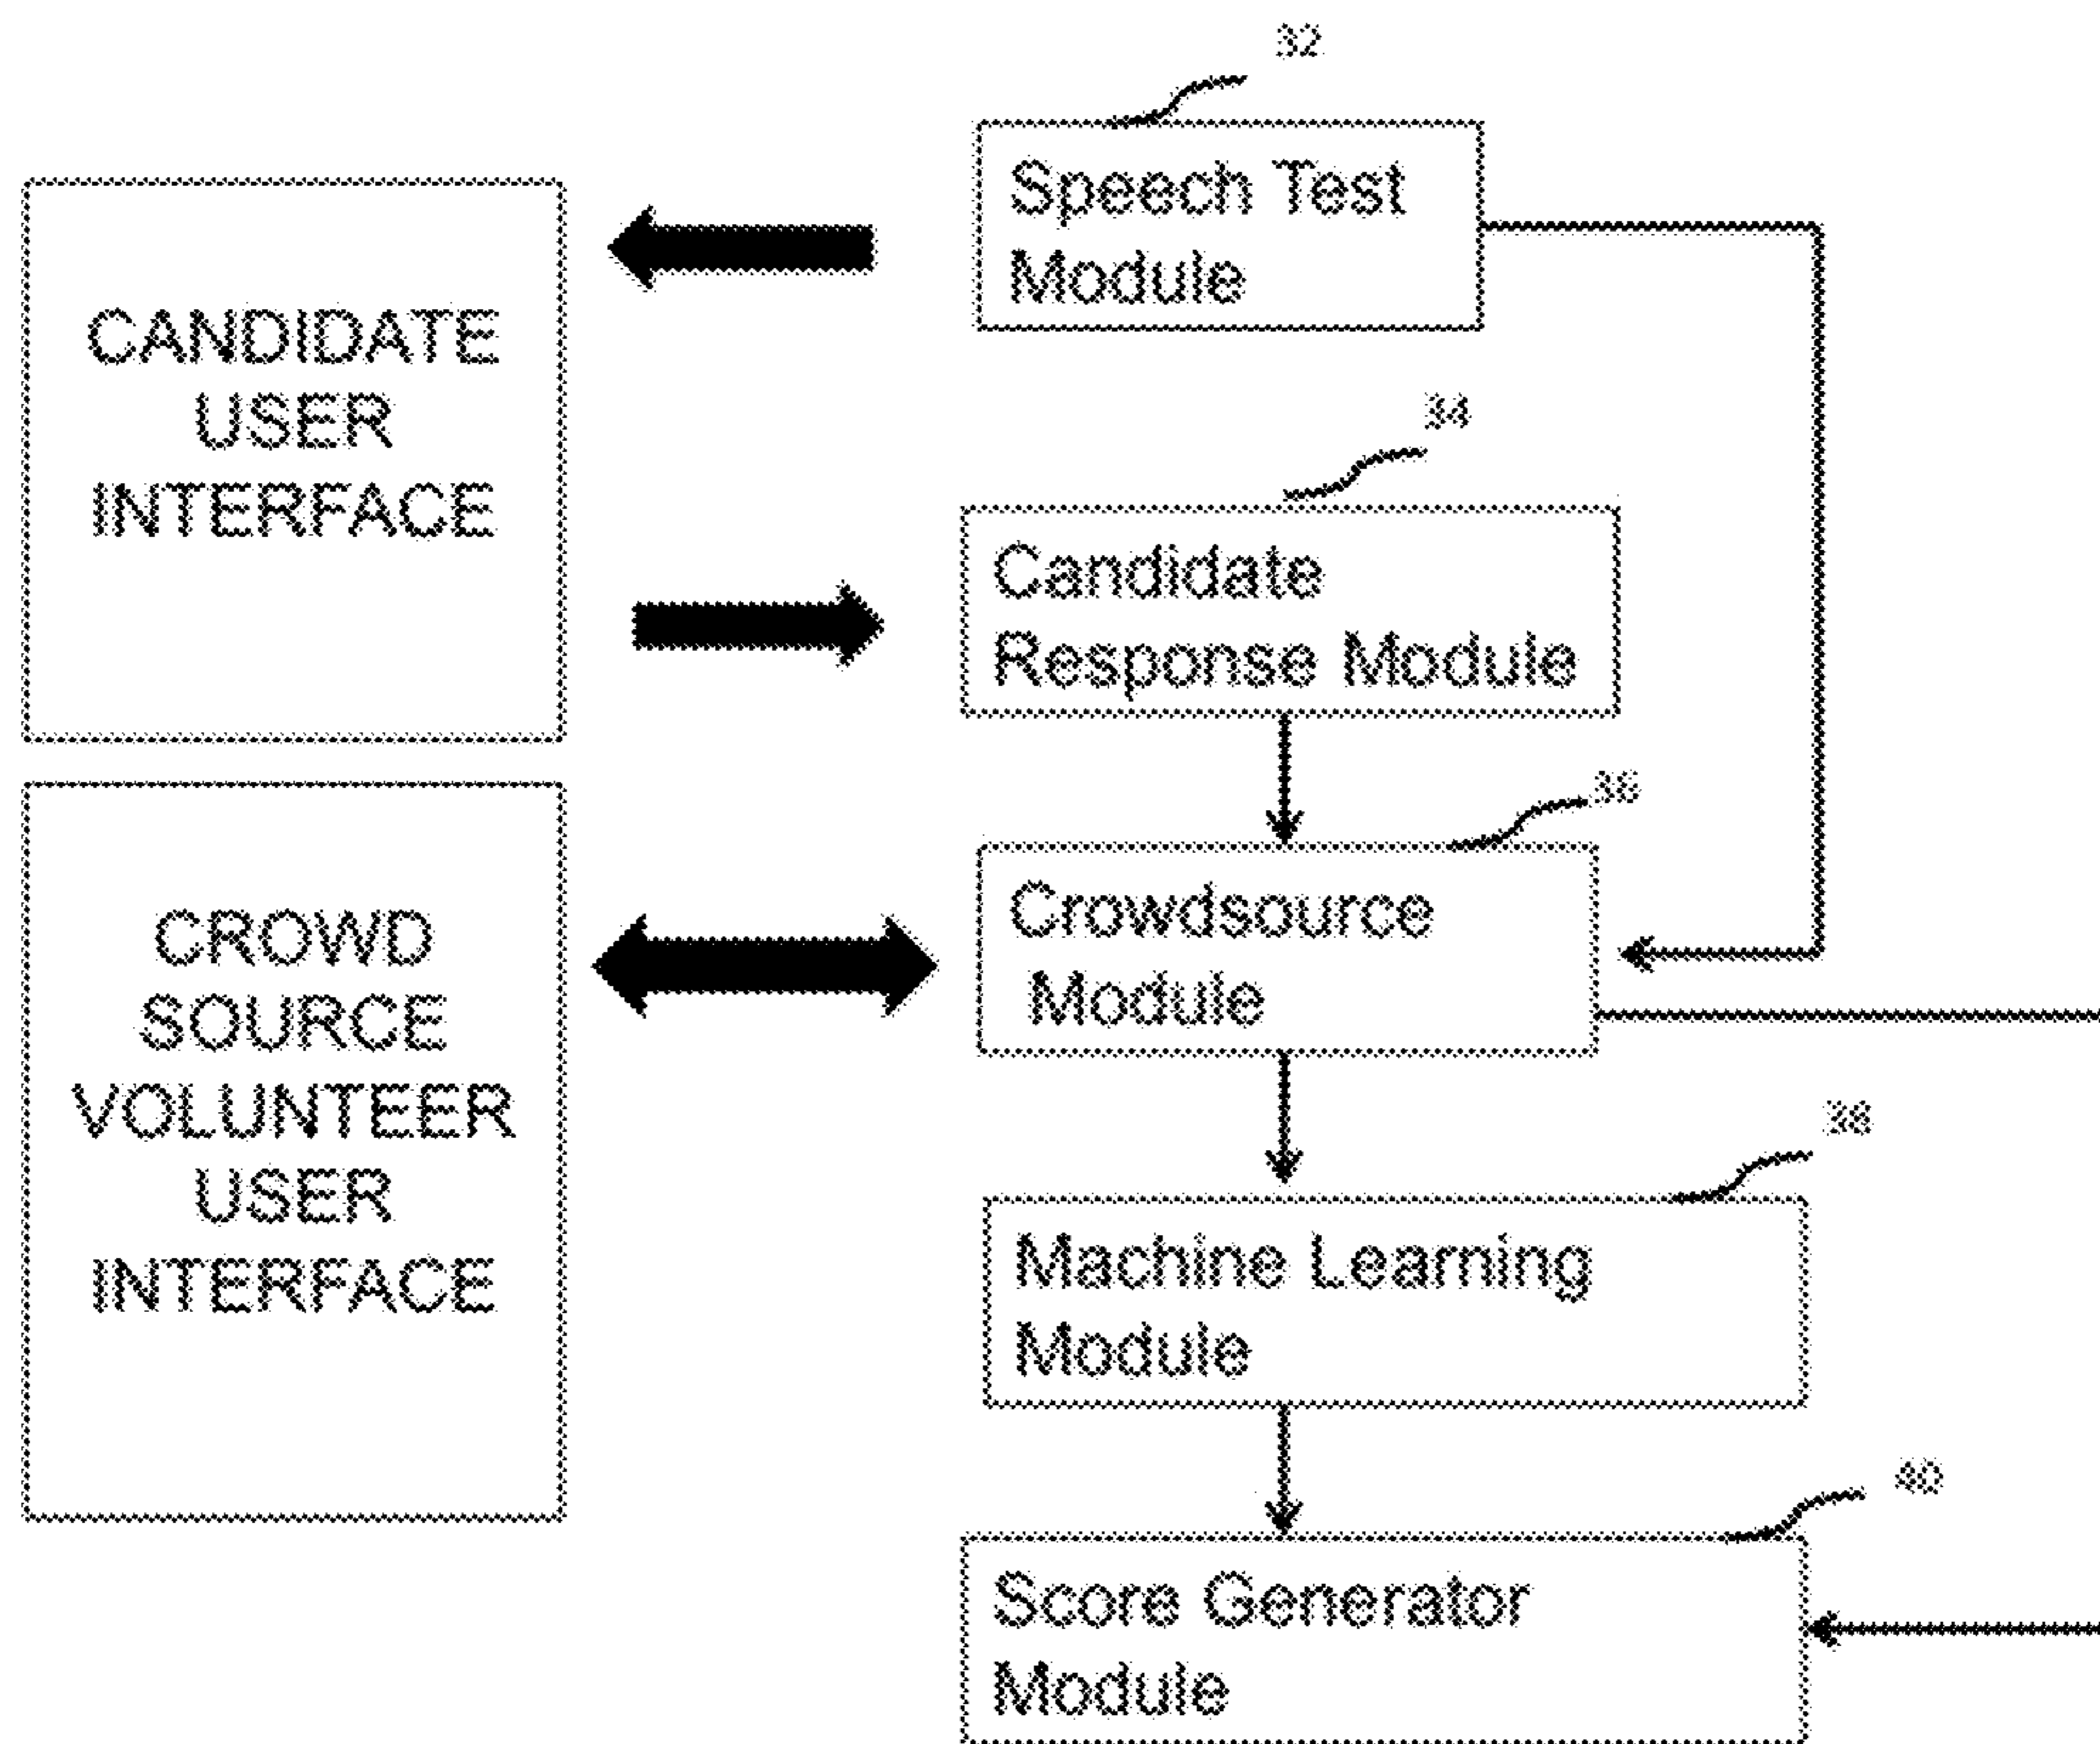 32
Speech Test
Module
CANDIDATE
USER
INTERFACE
34
Candidate
Response Module
36
Crowdsource
Module
CROWD
SOURCE
VOLUNTEER
USER
INTERFACE
38
Machine Learning
Module
40
Score Generator
Module